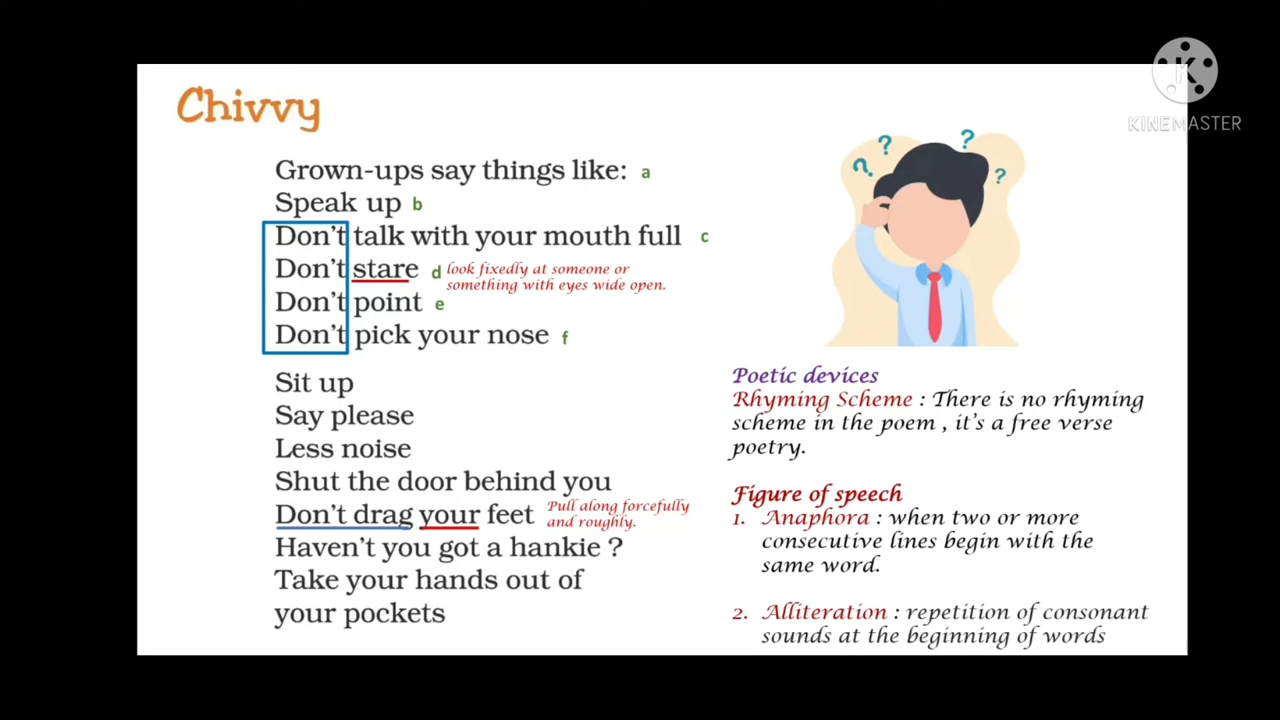 Chivvy
KINEMASTER
Grown-ups say things like: a
Speak up b
Don't talk with your mouth full c
Don't stare d look fixedly at someone or
something with eyes wide open.
Don't point e
Don't pick your nose f
Sit up
Say please
Less noise
Shut the door behind you
Don't drag your feet Pull along forcefully
and roughly.
Haven't you got a hankie ?
Take your hands out of
your pockets
? ? ? ?
Poetic devices
Rhyming Scheme : There is no rhyming
scheme in the poem , it's a free verse
poetry.
Figure of speech
1. Anaphora : when two or more
consecutive lines begin with the
same word.
2. Alliteration : repetition of consonant
sounds at the beginning of words